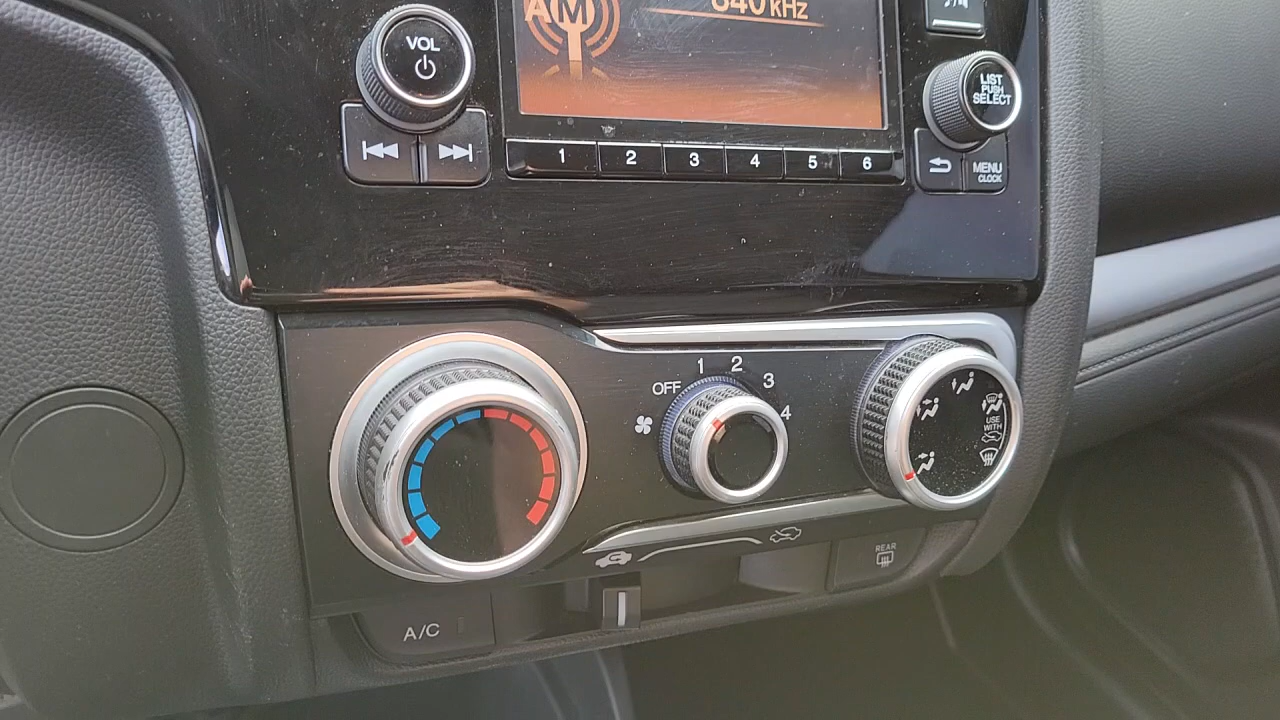 AM
640 kHz
VOL
LIST
PUSH
SELECT
1 2 3 4 5 6
MENU
CLOCK
OFF 1 2 3 4
USE
WITH
REAR
A/C